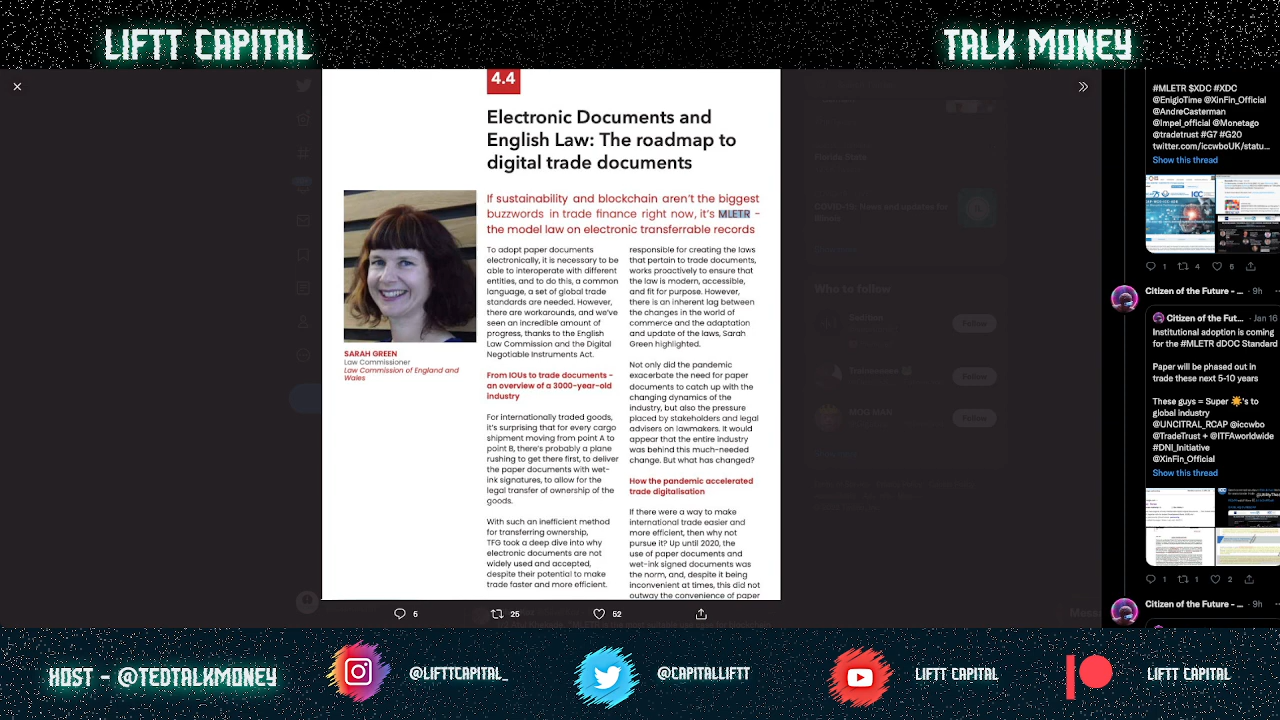 LIFTT CAPITAL
TALK MONEY
4.4
Electronic Documents and
English Law: The roadmap to
digital trade documents
If sustainability and blockchain aren't the biggest
buzzwords in trade finance right now, it's MLETR -
the model law on electronic transferrable records
SARAH GREEN
Law Commissioner
Law Commission of England and
Wales
To adopt paper documents
electronically, it is necessary to be
able to interoperate with different
entities, and to do this, a common
language, a set of global trade
standards are needed. However,
there are workarounds, and we've
seen an incredible amount of
progress, thanks to the English
Law Commission and the Digital
Negotiable Instruments Act.
From IOUs to trade documents -
an overview of a 3000-year-old
industry
For internationally traded goods,
it's surprising that for every cargo
shipment moving from point A to
point B, there's probably a plane
rushing to get there first, to deliver
the paper documents with wet-
ink signatures, to allow for the
legal transfer of ownership of the
goods.
With such an inefficient method
for transferring ownership,
TFG took a deep dive into why
electronic documents are not
widely used and accepted,
despite their potential to make
trade faster and more efficient.
responsible for creating the laws
that pertain to trade documents,
works proactively to ensure that
the law is modern, accessible,
and fit for purpose. However,
there is an inherent lag between
the changes in the world of
commerce and the adaptation
and update of the laws, Sarah
Green highlighted.
Not only did the pandemic
exacerbate the need for paper
documents to catch up with the
changing dynamics of the
industry, but also the pressure
placed by stakeholders and legal
advisers on lawmakers. It would
appear that the entire industry
was behind this much-needed
change. But what has changed?
How the pandemic accelerated
trade digitalisation
If there were a way to make
international trade easier and
more efficient, then why not
pursue it? Up until 2020, the
use of paper documents and
wet-ink signed documents was
the norm, and, despite it being
inconvenient at times, this did not
outway the convenience of paper
5
25
52
Florida State
Who to follow
Follow
Follow
MOG MAN
Follow
#MLETR $XDC #XDC
@EnigioTime @XinFin_Official
@AndreCasterman
@Impel_official @Monetago
@tradetrust #G7 #G20
twitter.com/iccwboUK/statu...
Show this thread
1
4
6
Citizen of the Future - ... · 9h
Citizen of the Fut... · Jan 16
Institutional adoption is coming
for the #MLETR dDOC Standard
Paper will be phased out in
trade these next 5-10 years
These guys = Super ☀'s to
global industry
@UNCITRAL_RCAP @iccwbo
@TradeTrust + @ITFAworldwide
#DNI_Initiative
@XinFin_Official
Show this thread
1
1
2
Citizen of the Future - ... · 9h
HOST - @TEDTALKMONEY
@LIFTTCAPITAL_
@CAPITALLIFTT
LIFTT CAPITAL
LIFTT CAPITAL